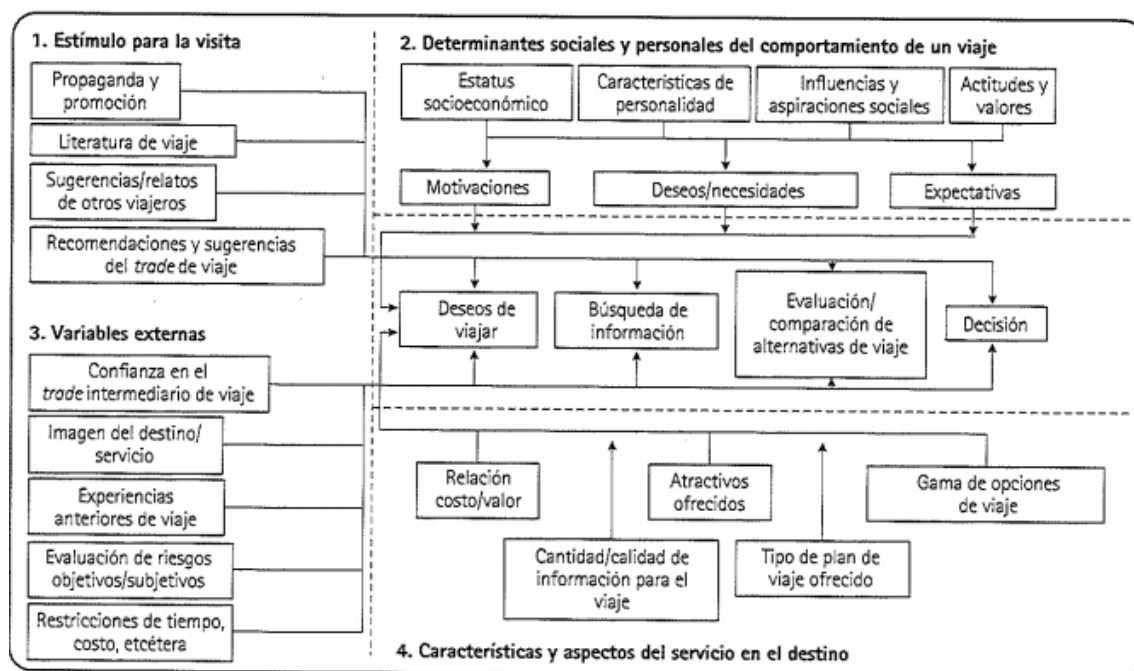 1. Estímulo para la visita
Propaganda y
promoción
Literatura de viaje
Sugerencias/relatos
de otros viajeros
Recomendaciones y sugerencias
del trade de viaje
2. Determinantes sociales y personales del comportamiento de un viaje
Estatus
socioeconómico
Características de
personalidad
Influencias y
aspiraciones sociales
Actitudes y
valores
Motivaciones
Deseos/necesidades
Expectativas
Deseos de
viajar
Búsqueda de
información
Evaluación/
comparación de
alternativas de viaje
Decisión
3. Variables externas
Confianza en el
trade intermediario de viaje
Imagen del destino/
servicio
Experiencias
anteriores de viaje
Evaluación de riesgos
objetivos/subjetivos
Restricciones de tiempo,
costo, etcétera
Relación
costo/valor
Atractivos
ofrecidos
Gama de opciones
de viaje
Cantidad/calidad de
información para el
viaje
Tipo de plan de
viaje ofrecido
4. Características y aspectos del servicio en el destino